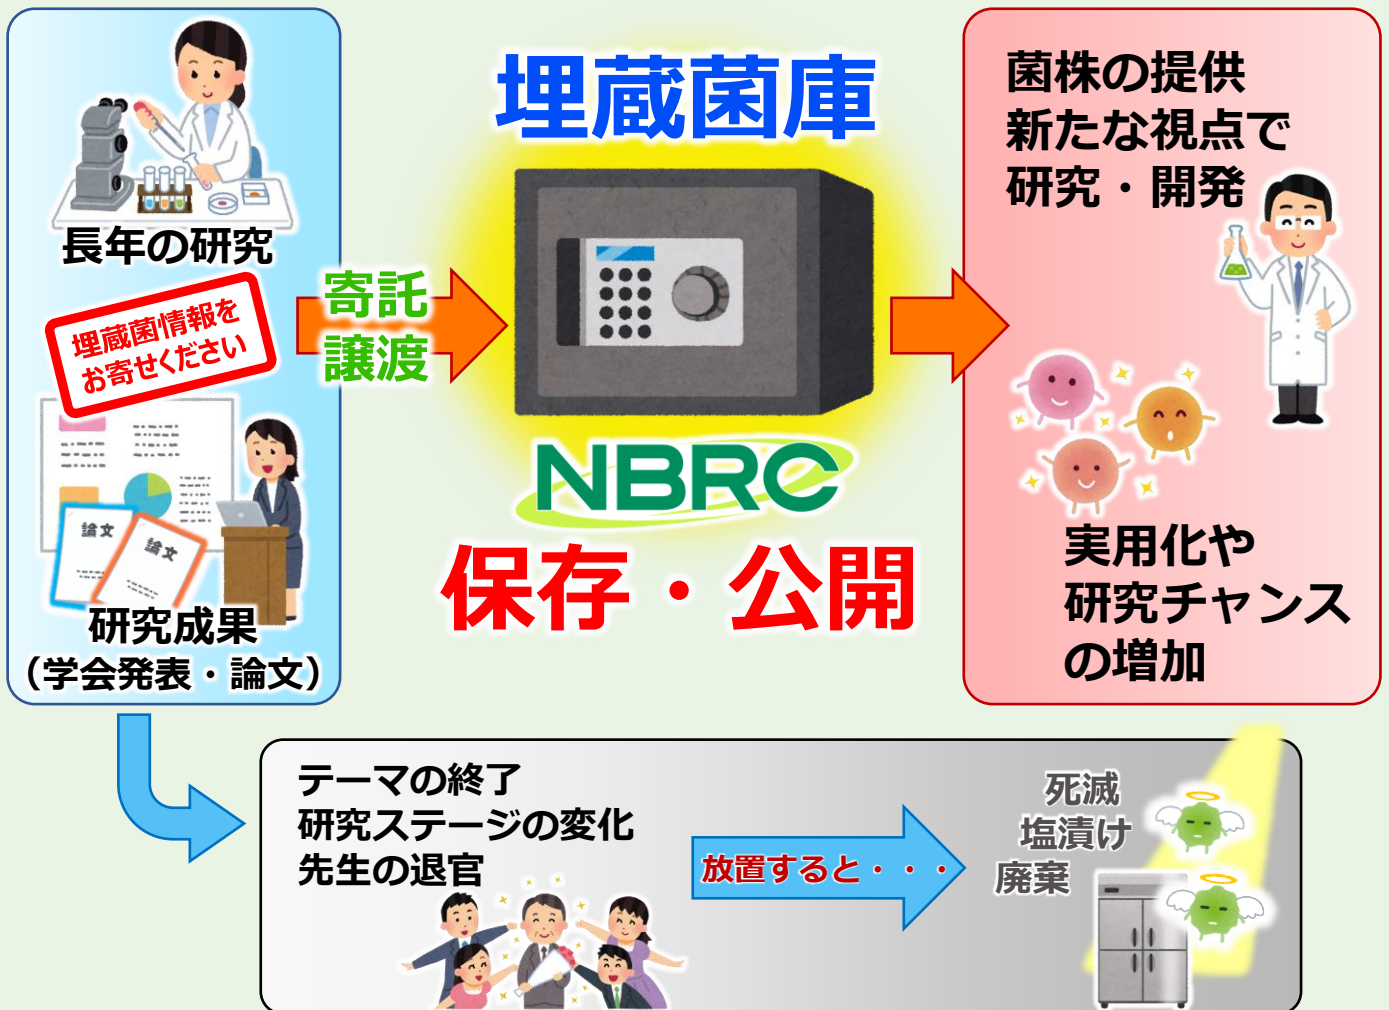 長年の研究
埋蔵菌情報を
お寄せください
論文
論文
研究成果
（学会発表・論文）
寄託
譲渡
埋蔵菌庫
NBRC
保存・公開
菌株の提供
新たな視点で
研究・開発
実用化や
研究チャンス
の増加
テーマの終了
研究ステージの変化
先生の退官
放置すると・・・
死滅
塩漬け
廃棄